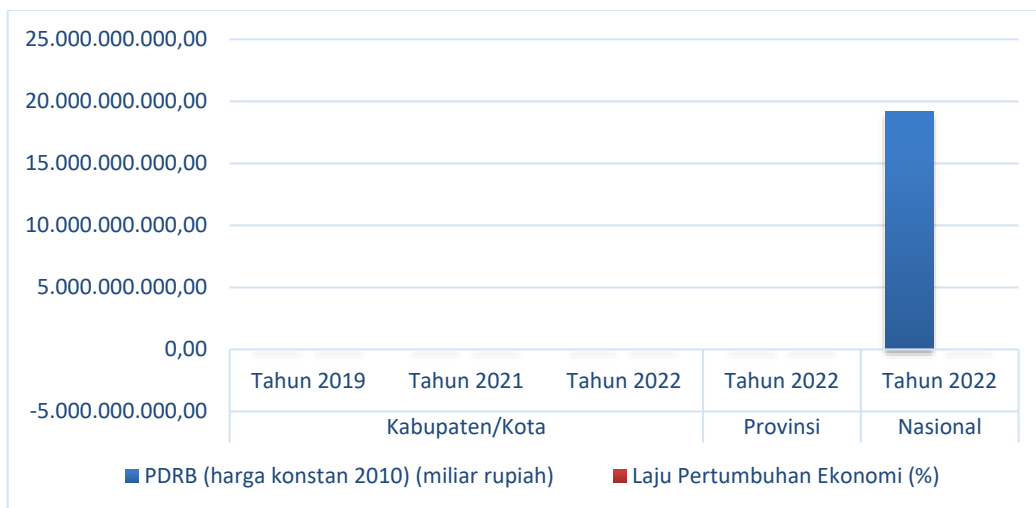 25.000.000.000,00
20.000.000.000,00
15.000.000.000,00
10.000.000.000,00
5.000.000.000,00
0,00
-5.000.000.000,00
Tahun 2019 Tahun 2021 Tahun 2022 Tahun 2022 Tahun 2022
Kabupaten/Kota Provinsi Nasional
PDRB (harga konstan 2010) (miliar rupiah) Laju Pertumbuhan Ekonomi (%)